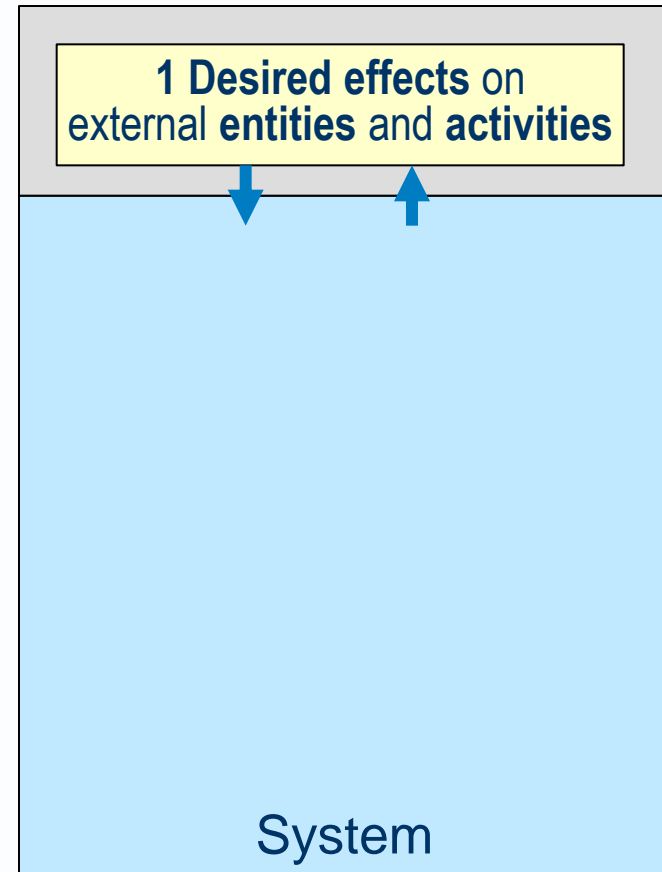 1 Desired effects on
external entities and activities
System